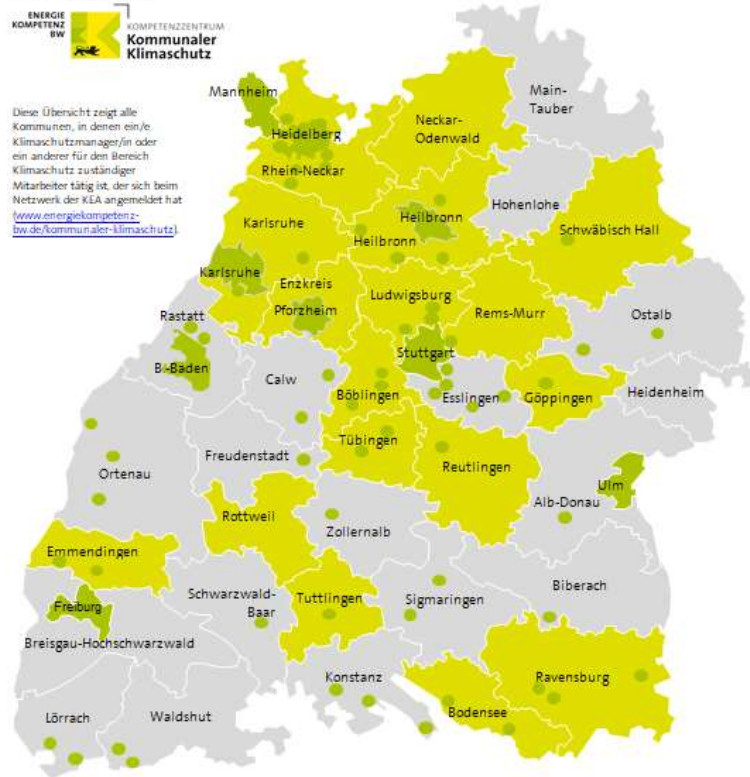 ENERGIE
KOMPETENZ
BW
KOMPETENZZENTRUM
Kommunaler
Klimaschutz
Diese Übersicht zeigt alle
Kommunen, in denen ein/e
Klimaschutzmanager/in oder
ein anderer für den Bereich
Klimaschutz zuständiger
Mitarbeiter tätig ist, der sich beim
Netzwerk der KEA angemeldet hat
(www.energiekompetenz-
bw.de/kommunaler-klimaschutz).
Mannheim
Main-
Tauber
Neckar-
Odenwald
Heidelberg
Rhein-Neckar
Hohenlohe
Karlsruhe
Heilbronn
Heilbronn
Schwäbisch Hall
Karlsruhe
Enzkreis
Pforzheim
Ludwigsburg
Rems-Murr
Ostalb
Rastatt
Stuttgart
B.-Baden
Calw
Böblingen
Esslingen
Göppingen
Heidenheim
Tübingen
Freudenstadt
Reutlingen
Ortenau
Ulm
Alb-Donau
Rottweil
Zollernalb
Emmendingen
Biberach
Schwarzwald-
Baar
Tuttlingen
Sigmaringen
Freiburg
Breisgau-Hochschwarzwald
Konstanz
Ravensburg
Bodensee
Lörrach
Waldshut